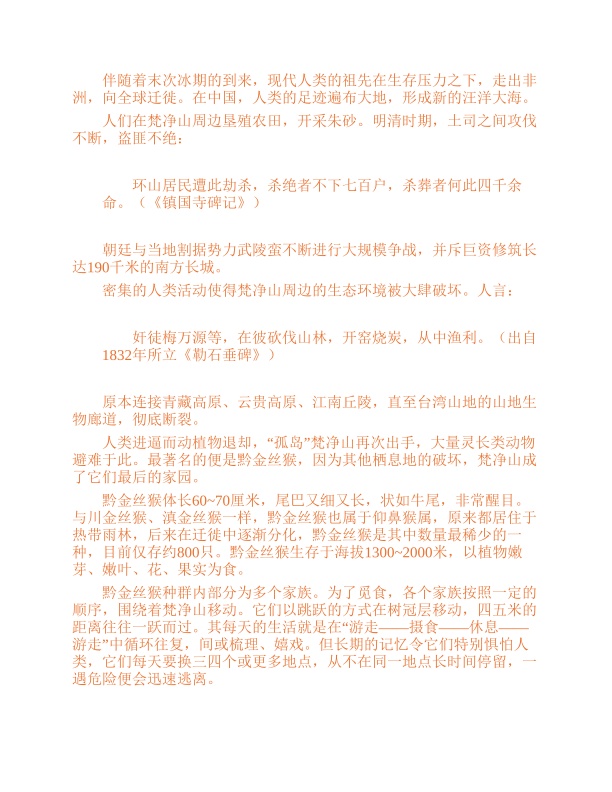 伴随着末次冰期的到来，现代人类的祖先在生存压力之下，走出非
洲，向全球迁徙。在中国，人类的足迹遍布大地，形成新的汪洋大海。
人们在梵净山周边垦殖农田，开采朱砂。明清时期，土司之间攻伐
不断，盗匪不绝：
环山居民遭此劫杀，杀绝者不下七百户，杀葬者何此四千余
命。（《镇国寺碑记》）
朝廷与当地割据势力武陵蛮不断进行大规模争战，并斥巨资修筑长
达190千米的南方长城。
密集的人类活动使得梵净山周边的生态环境被大肆破坏。人言：
奸徒梅万源等，在彼砍伐山林，开窑烧炭，从中渔利。（出自
1832年所立《勒石垂碑》）
原本连接青藏高原、云贵高原、江南丘陵，直至台湾山地的山地生
物廊道，彻底断裂。
人类进逼而动植物退却，“孤岛”梵净山再次出手，大量灵长类动物
避难于此。最著名的便是黔金丝猴，因为其他栖息地的破坏，梵净山成
了它们最后的家园。
黔金丝猴体长60~70厘米，尾巴又细又长，状如牛尾，非常醒目。
与川金丝猴、滇金丝猴一样，黔金丝猴也属于仰鼻猴属，原来都居住于
热带雨林，后来在迁徙中逐渐分化，黔金丝猴是其中数量最稀少的一
种，目前仅存约800只。黔金丝猴生存于海拔1300~2000米，以植物嫩
芽、嫩叶、花、果实为食。
黔金丝猴种群内部分为多个家族。为了觅食，各个家族按照一定的
顺序，围绕着梵净山移动。它们以跳跃的方式在树冠层移动，四五米的
距离往往一跃而过。其每天的生活就是在“游走——摄食——休息——
游走”中循环往复，间或梳理、嬉戏。但长期的记忆令它们特别惧怕人
类，它们每天要换三四个或更多地点，从不在同一地点长时间停留，一
遇危险便会迅速逃离。